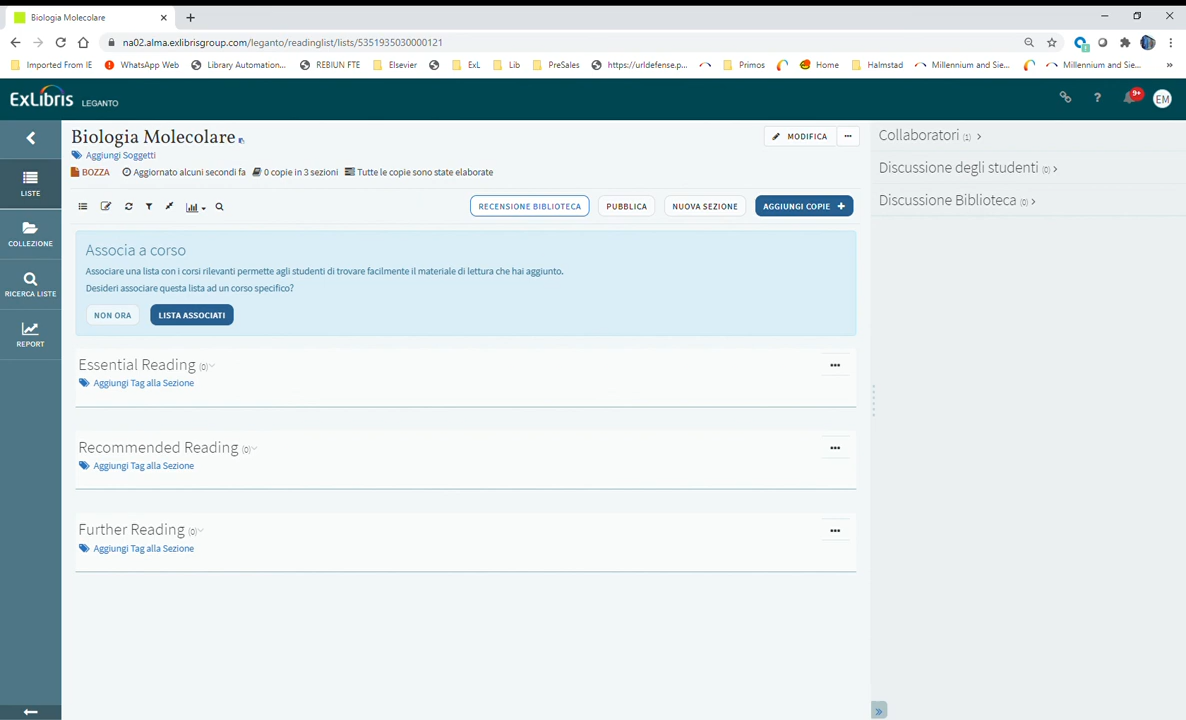 Biologia Molecolare
na02.alma.exlibrisgroup.com/leganto/readinglist/lists/5351935030000121
Imported From IE WhatsApp Web Library Automation... REBIUN FTE Elsevier ExL Lib PreSales https://urldefense.p... Primos Home Halmstad Millennium and Sie... Millennium and Sie... »
ExLibris LEGANTO ? 9+ EM
Biologia Molecolare
MODIFICA
Aggiungi Soggetti
BOZZA Aggiornato alcuni secondi fa 0 copie in 3 sezioni Tutte le copie sono state elaborate
RECENSIONE BIBLIOTECA PUBBLICA NUOVA SEZIONE AGGIUNGI COPIE +
Associa a corso
Associare una lista con i corsi rilevanti permette agli studenti di trovare facilmente il materiale di lettura che hai aggiunto.
Desideri associare questa lista ad un corso specifico?
NON ORA LISTA ASSOCIATI
Essential Reading (0)
Aggiungi Tag alla Sezione
Recommended Reading (0)
Aggiungi Tag alla Sezione
Further Reading (0)
Aggiungi Tag alla Sezione
LISTE
COLLEZIONE
RICERCA LISTE
REPORT
Collaboratori (1)
Discussione degli studenti (0)
Discussione Biblioteca (0)